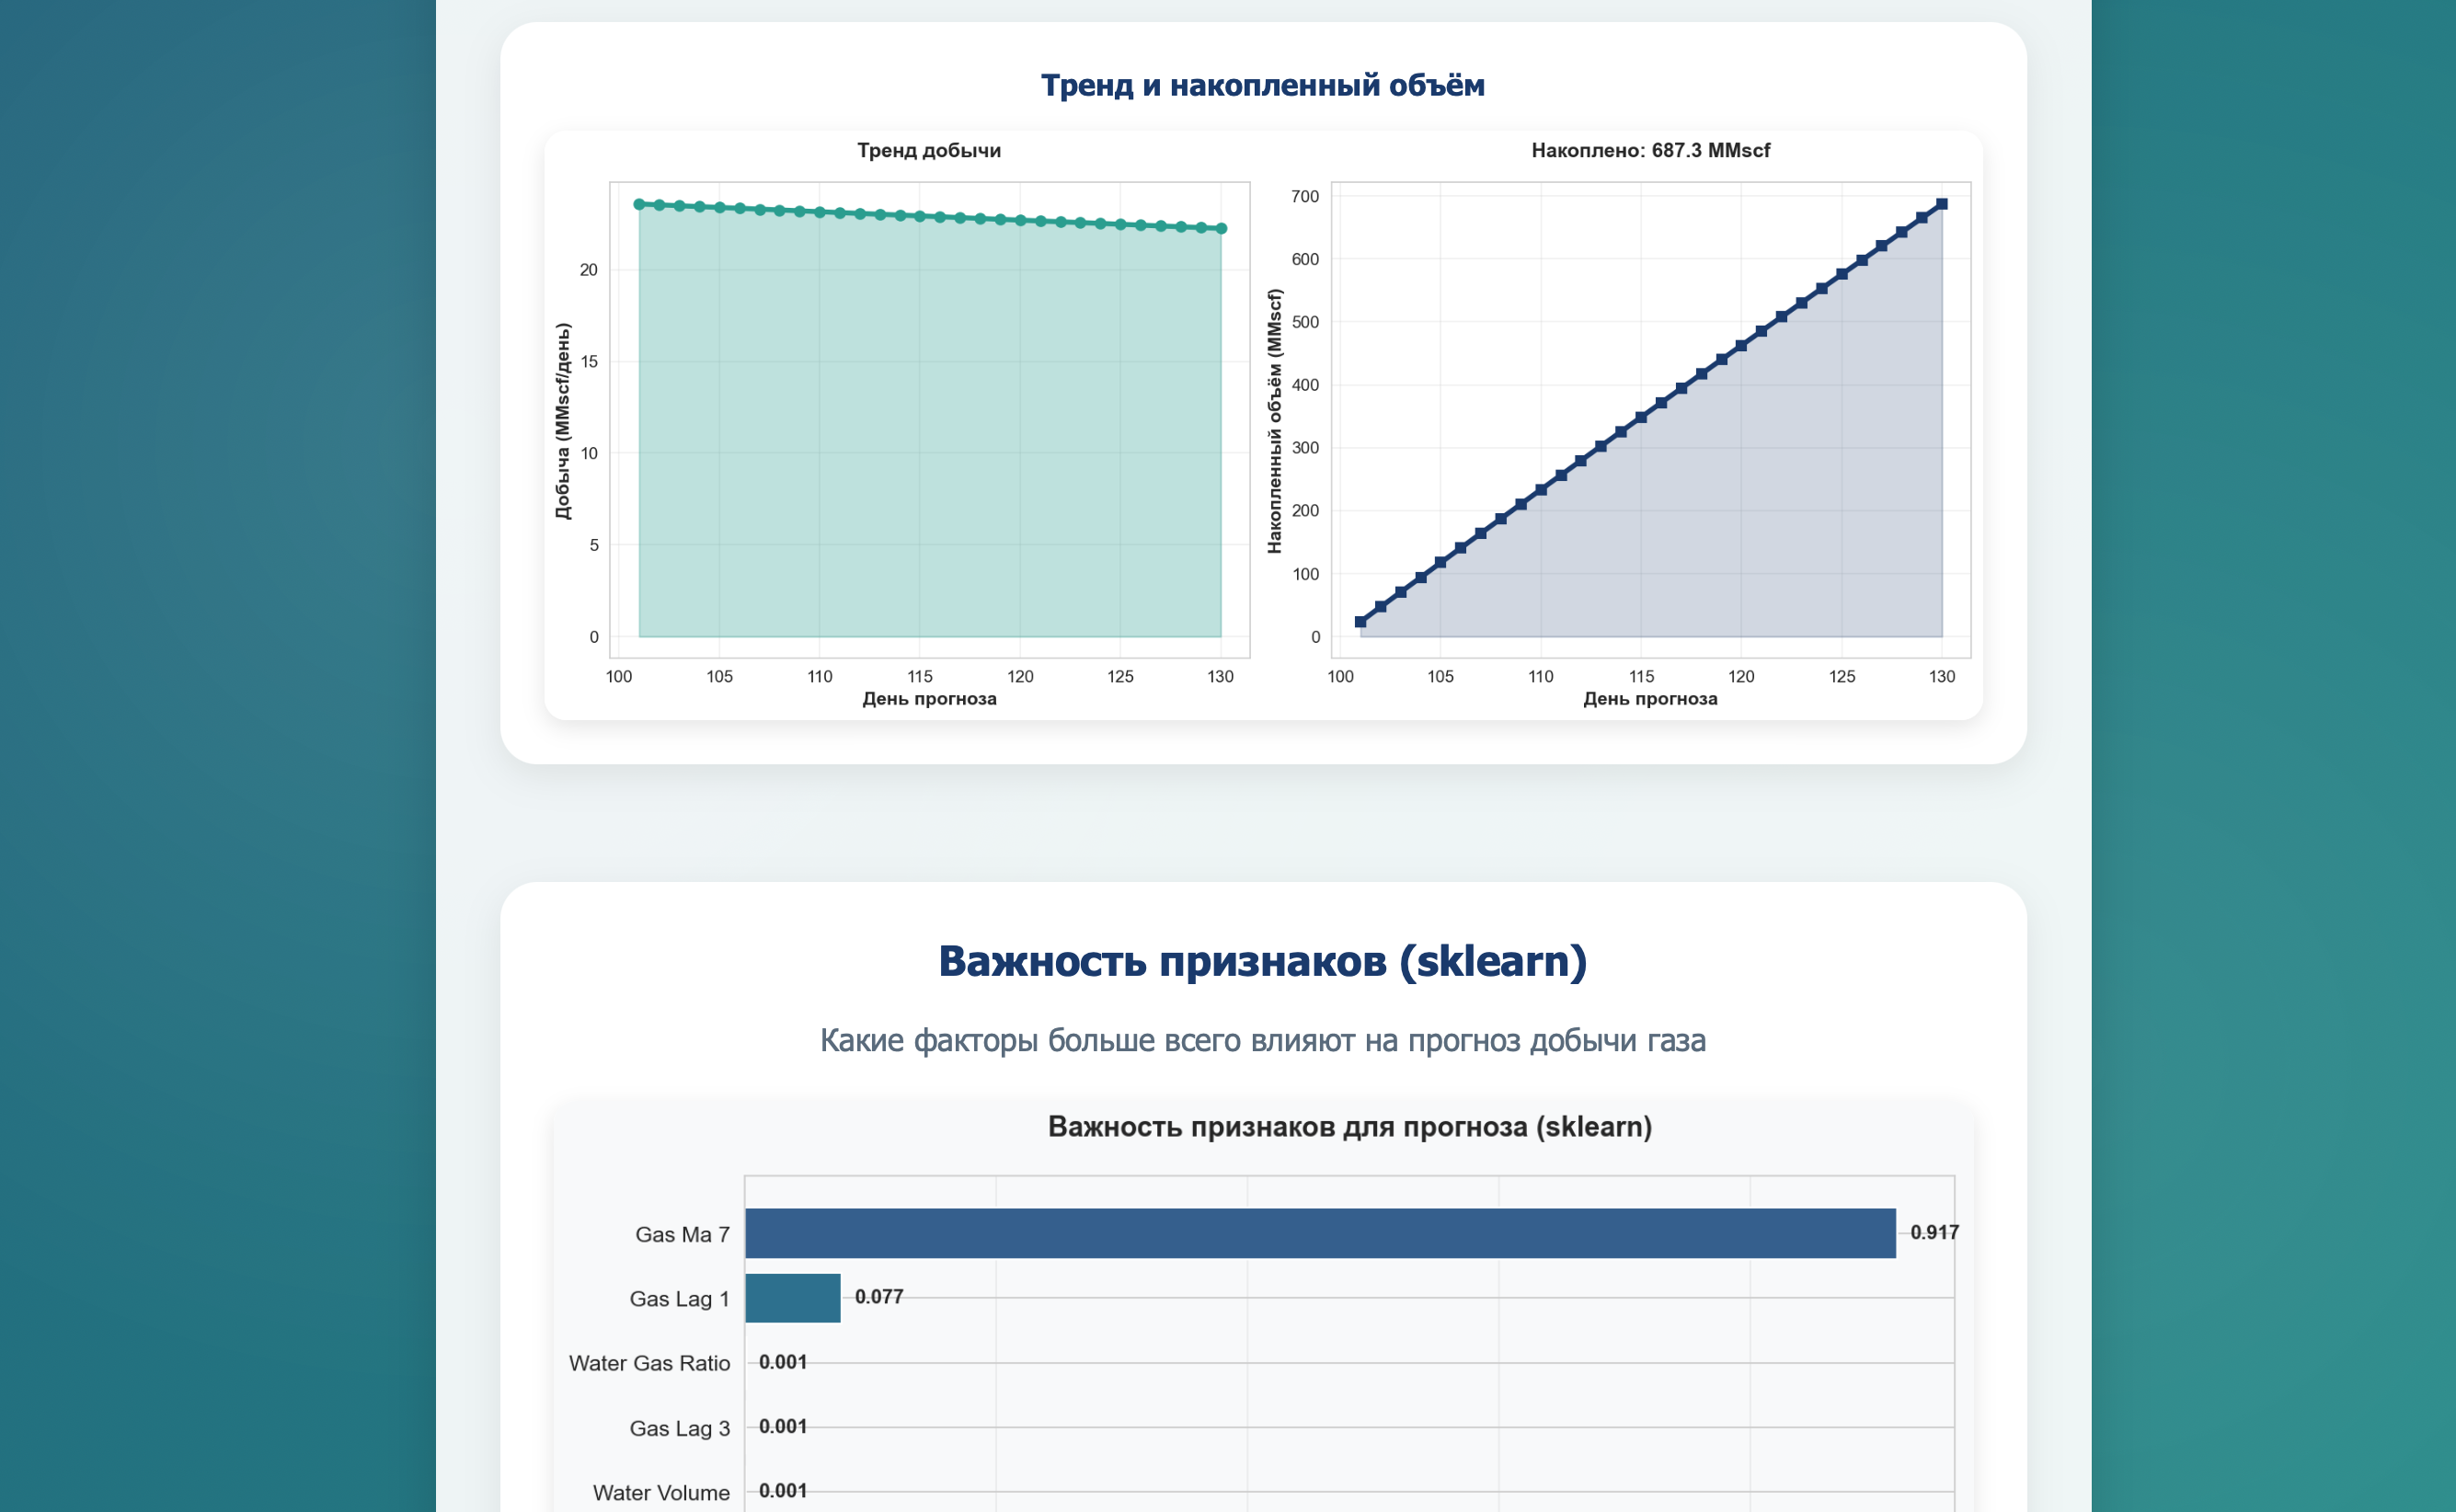 Тренд и накопленный объём
Тренд добычи
Добыча (MMscf/день)
20
15
10
5
0
100 105 110 115 120 125 130
День прогноза
Накоплено: 687.3 MMscf
Накопленный объём (MMscf)
700
600
500
400
300
200
100
0
100 105 110 115 120 125 130
День прогноза
Важность признаков (sklearn)
Какие факторы больше всего влияют на прогноз добычи газа
Важность признаков для прогноза (sklearn)
Gas Ma 7 0.917
Gas Lag 1 0.077
Water Gas Ratio 0.001
Gas Lag 3 0.001
Water Volume 0.001